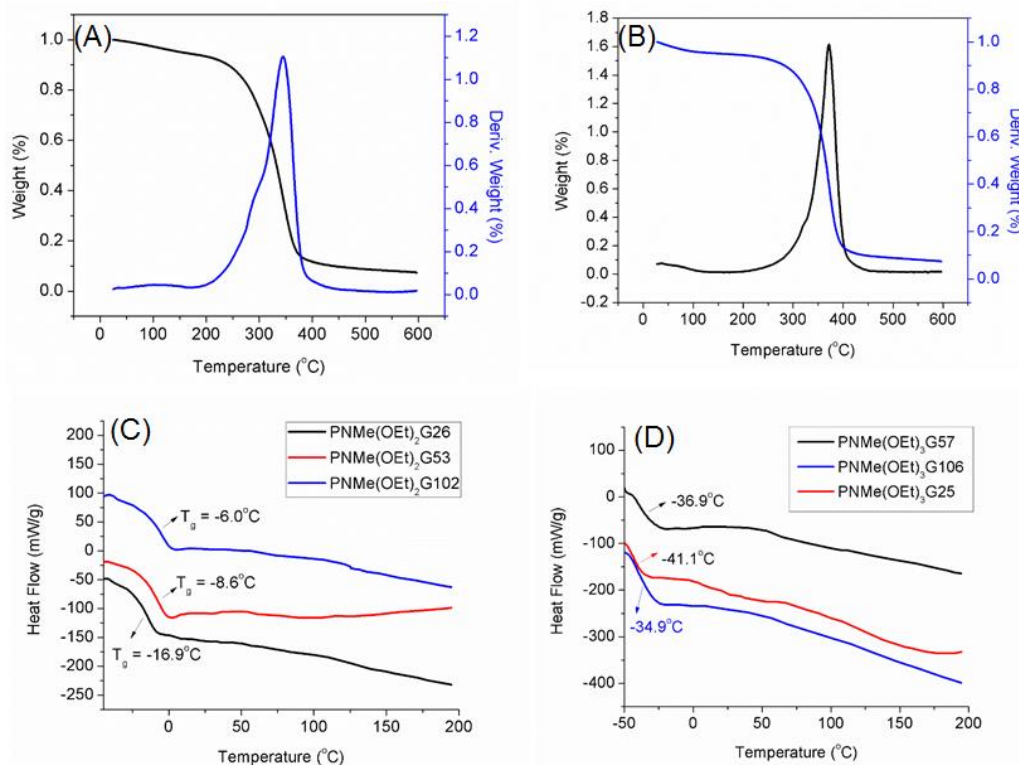 (A)
1.0
0.8
0.6
0.4
0.2
0.0
Weight (%)
1.2
1.0
0.8
0.6
0.4
0.2
0.0
Deriv. Weight (%)
0 100 200 300 400 500 600
Temperature (°C)
(B)
1.8
1.6
1.4
1.2
1.0
0.8
0.6
0.4
0.2
0.0
-0.2
Weight (%)
1.0
0.8
0.6
0.4
0.2
0.0
Deriv. Weight (%)
0 100 200 300 400 500 600
Temperature (°C)
(C)
PNMe(OEt)₂G26
PNMe(OEt)₂G53
PNMe(OEt)₂G102
200
150
100
50
0
-50
-100
-150
-200
-250
Heat Flow (mW/g)
T_g = -6.0°C
T_g = -8.6°C
T_g = -16.9°C
0 50 100 150 200
Temperature (°C)
(D)
PNMe(OEt)₃G57
PNMe(OEt)₃G106
PNMe(OEt)₃G25
100
0
-100
-200
-300
-400
Heat Flow (mW/g)
-36.9°C
-41.1°C
-34.9°C
-50 0 50 100 150 200
Temperature (°C)